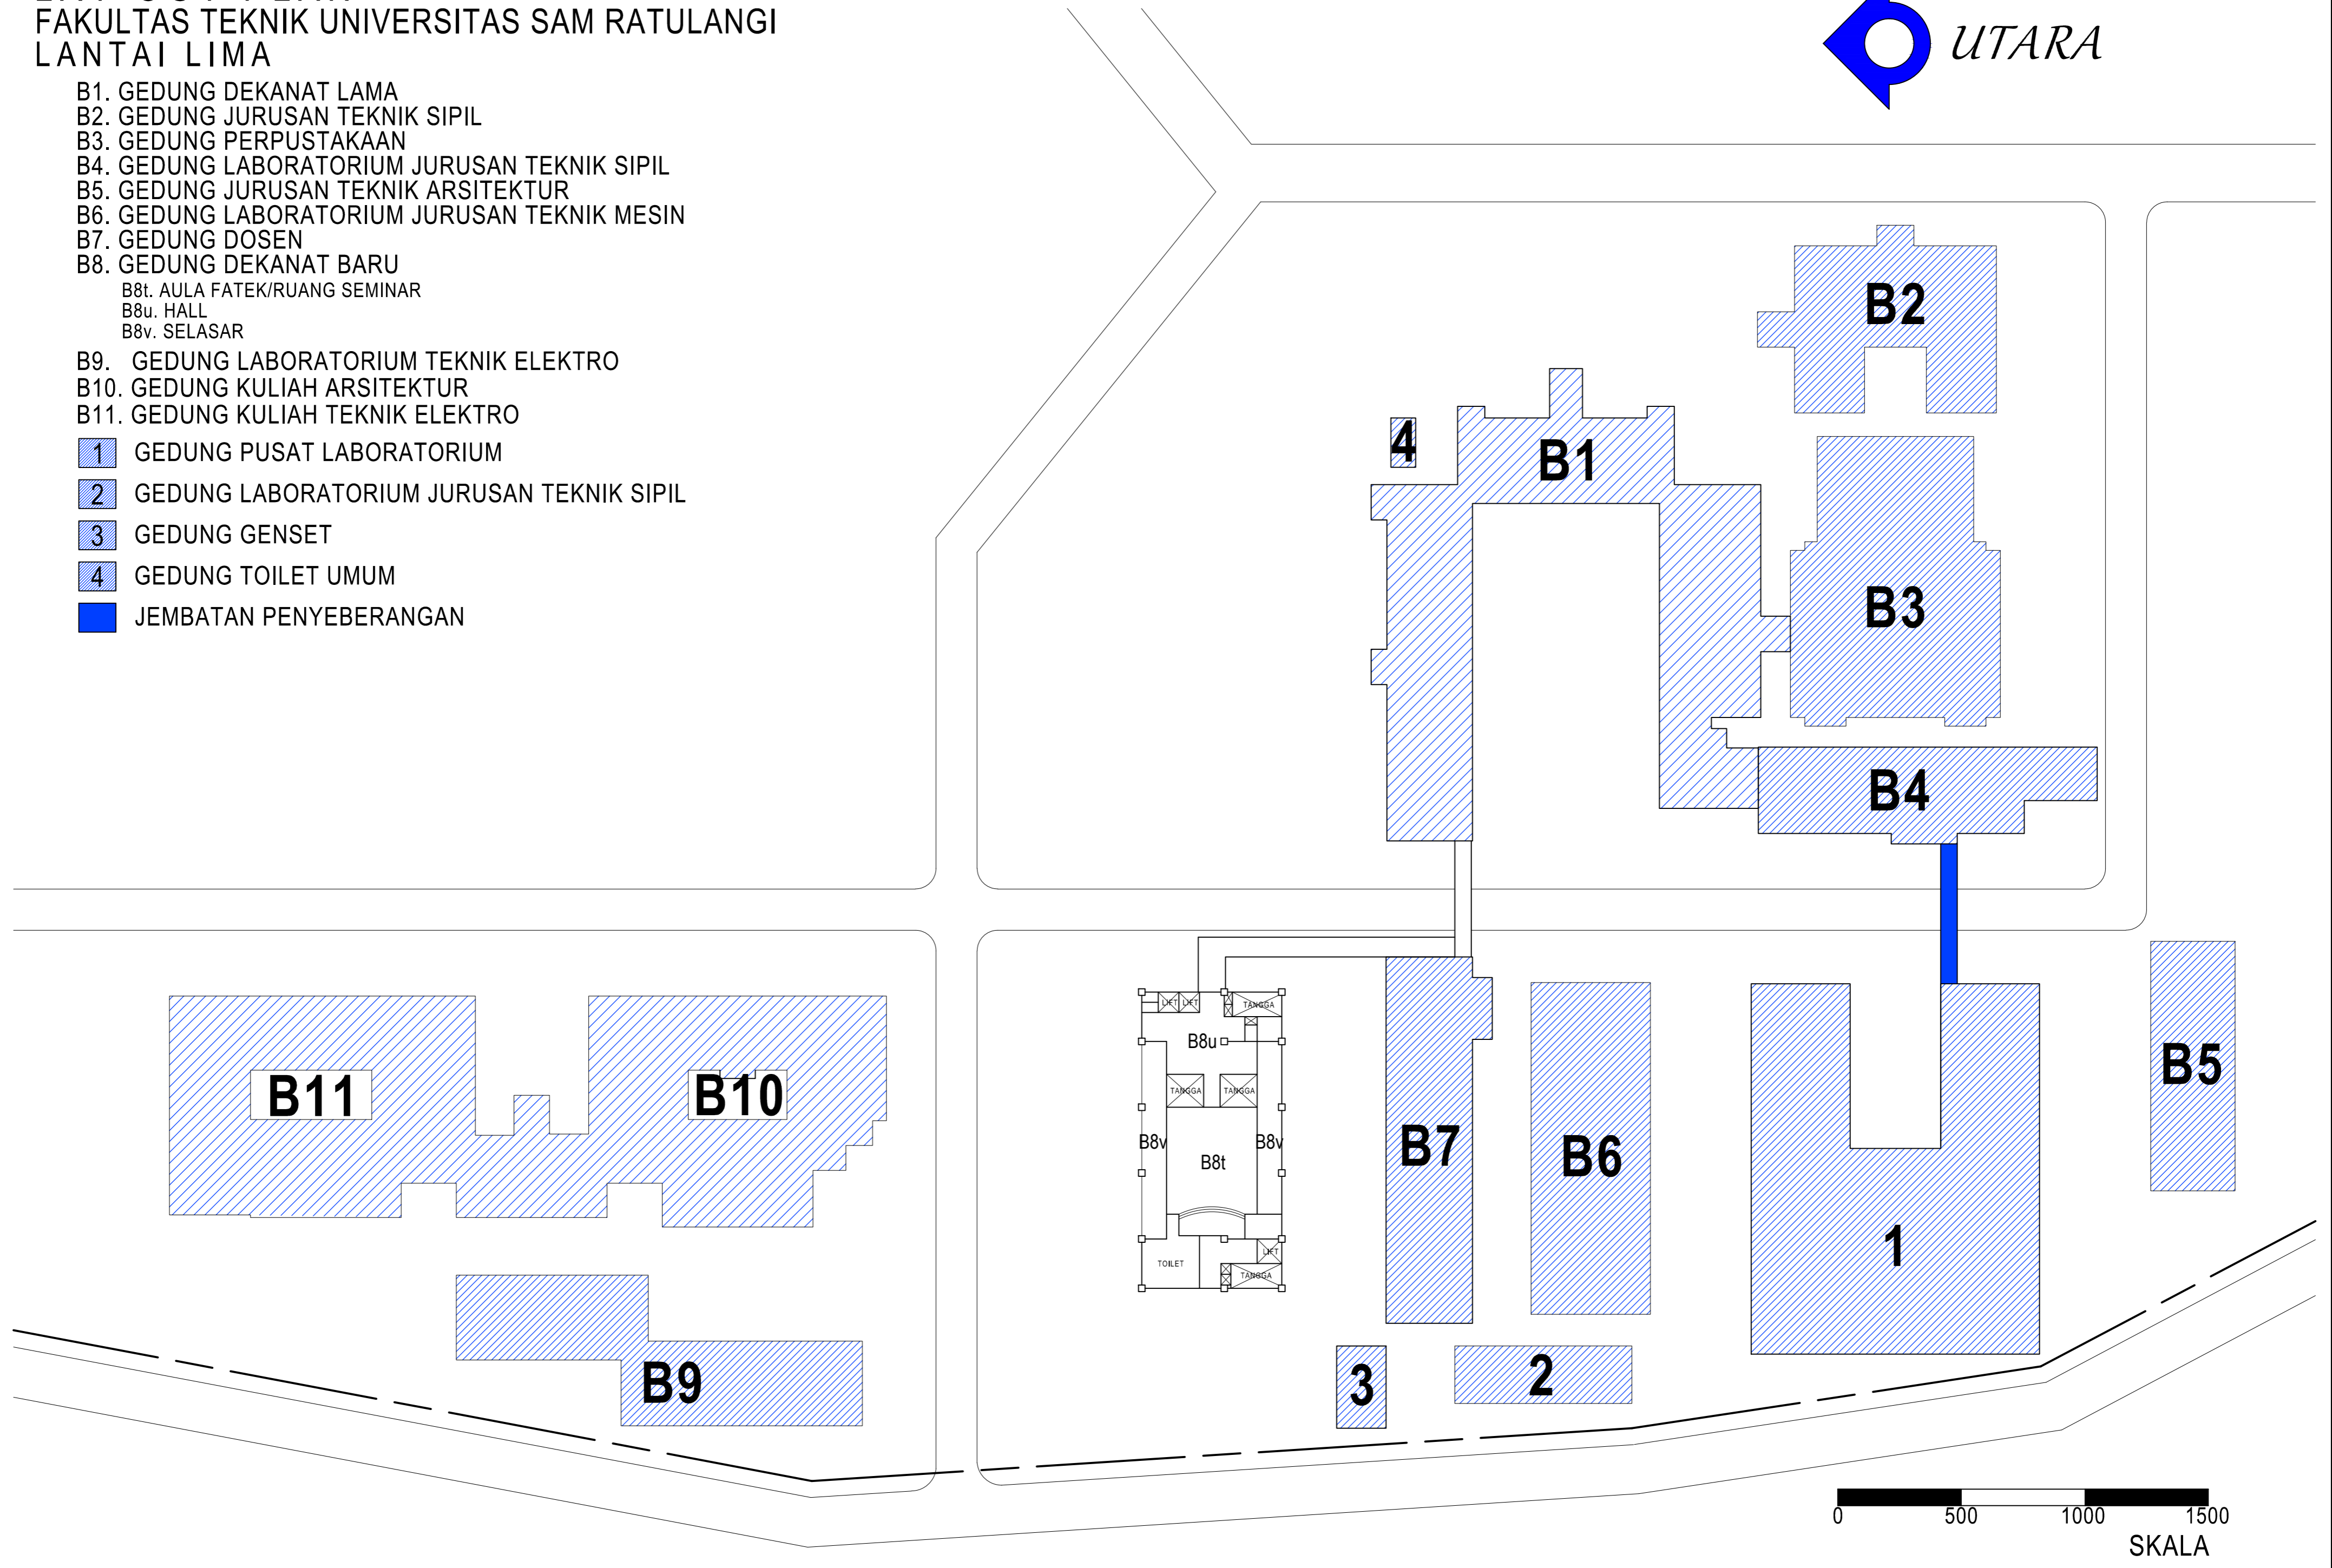 FAKULTAS TEKNIK UNIVERSITAS SAM RATULANGI
LANTAI LIMA
B1. GEDUNG DEKANAT LAMA
B2. GEDUNG JURUSAN TEKNIK SIPIL
B3. GEDUNG PERPUSTAKAAN
B4. GEDUNG LABORATORIUM JURUSAN TEKNIK SIPIL
B5. GEDUNG JURUSAN TEKNIK ARSITEKTUR
B6. GEDUNG LABORATORIUM JURUSAN TEKNIK MESIN
B7. GEDUNG DOSEN
B8. GEDUNG DEKANAT BARU
B8t. AULA FATEK/RUANG SEMINAR
B8u. HALL
B8v. SELASAR
B9. GEDUNG LABORATORIUM TEKNIK ELEKTRO
B10. GEDUNG KULIAH ARSITEKTUR
B11. GEDUNG KULIAH TEKNIK ELEKTRO
1 GEDUNG PUSAT LABORATORIUM
2 GEDUNG LABORATORIUM JURUSAN TEKNIK SIPIL
3 GEDUNG GENSET
4 GEDUNG TOILET UMUM
JEMBATAN PENYEBERANGAN
UTARA
B2
4
B1
B3
B4
LIFT LIFT
TANGGA
B8u
TANGGA TANGGA
B8v
B8v
B8t
TOILET
LIFT
TANGGA
B11
B10
B7
B6
B5
1
B9
3
2
0 500 1000 1500
SKALA